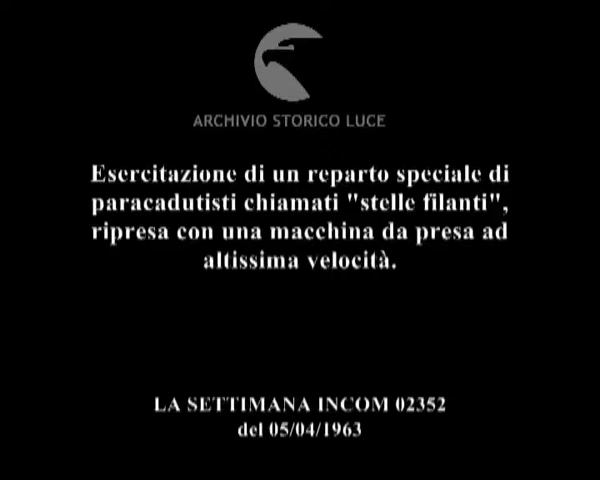 ARCHIVIO STORICO LUCE
Esercitazione di un reparto speciale di
paracadutisti chiamati "stelle filanti",
ripresa con una macchina da presa ad
altissima velocità.
LA SETTIMANA INCOM 02352
del 05/04/1963